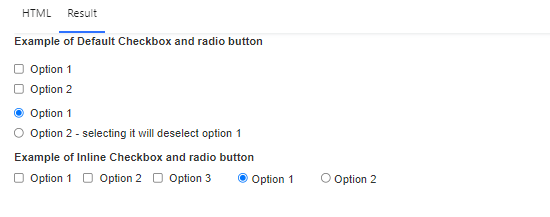 HTML Result
Example of Default Checkbox and radio button
Option 1
Option 2
Option 1
Option 2 - selecting it will deselect option 1
Example of Inline Checkbox and radio button
Option 1 Option 2 Option 3 Option 1 Option 2